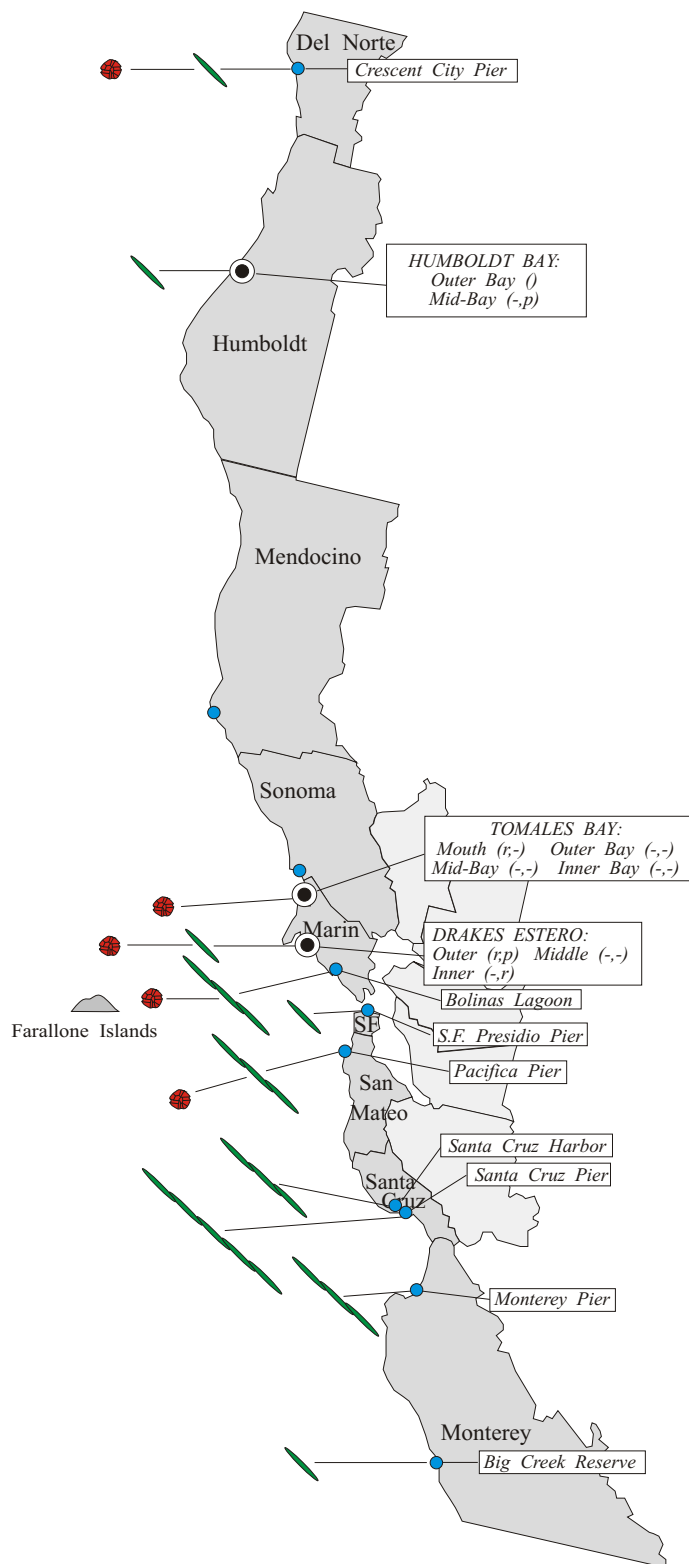 Del Norte
Crescent City Pier
HUMBOLDT BAY:
Outer Bay ()
Mid-Bay (-,p)
Humboldt
Mendocino
Sonoma
TOMALES BAY:
Mouth (r,-) Outer Bay (-,-)
Mid-Bay (-,-) Inner Bay (-,-)
Marin
DRAKES ESTERO:
Outer (r,p) Middle (-,-)
Inner (-,r)
Bolinas Lagoon
Farallone Islands
SF
S.F. Presidio Pier
Pacifica Pier
San
Mateo
Santa Cruz Harbor
Santa Cruz Pier
Santa
Cruz
Monterey Pier
Monterey
Big Creek Reserve